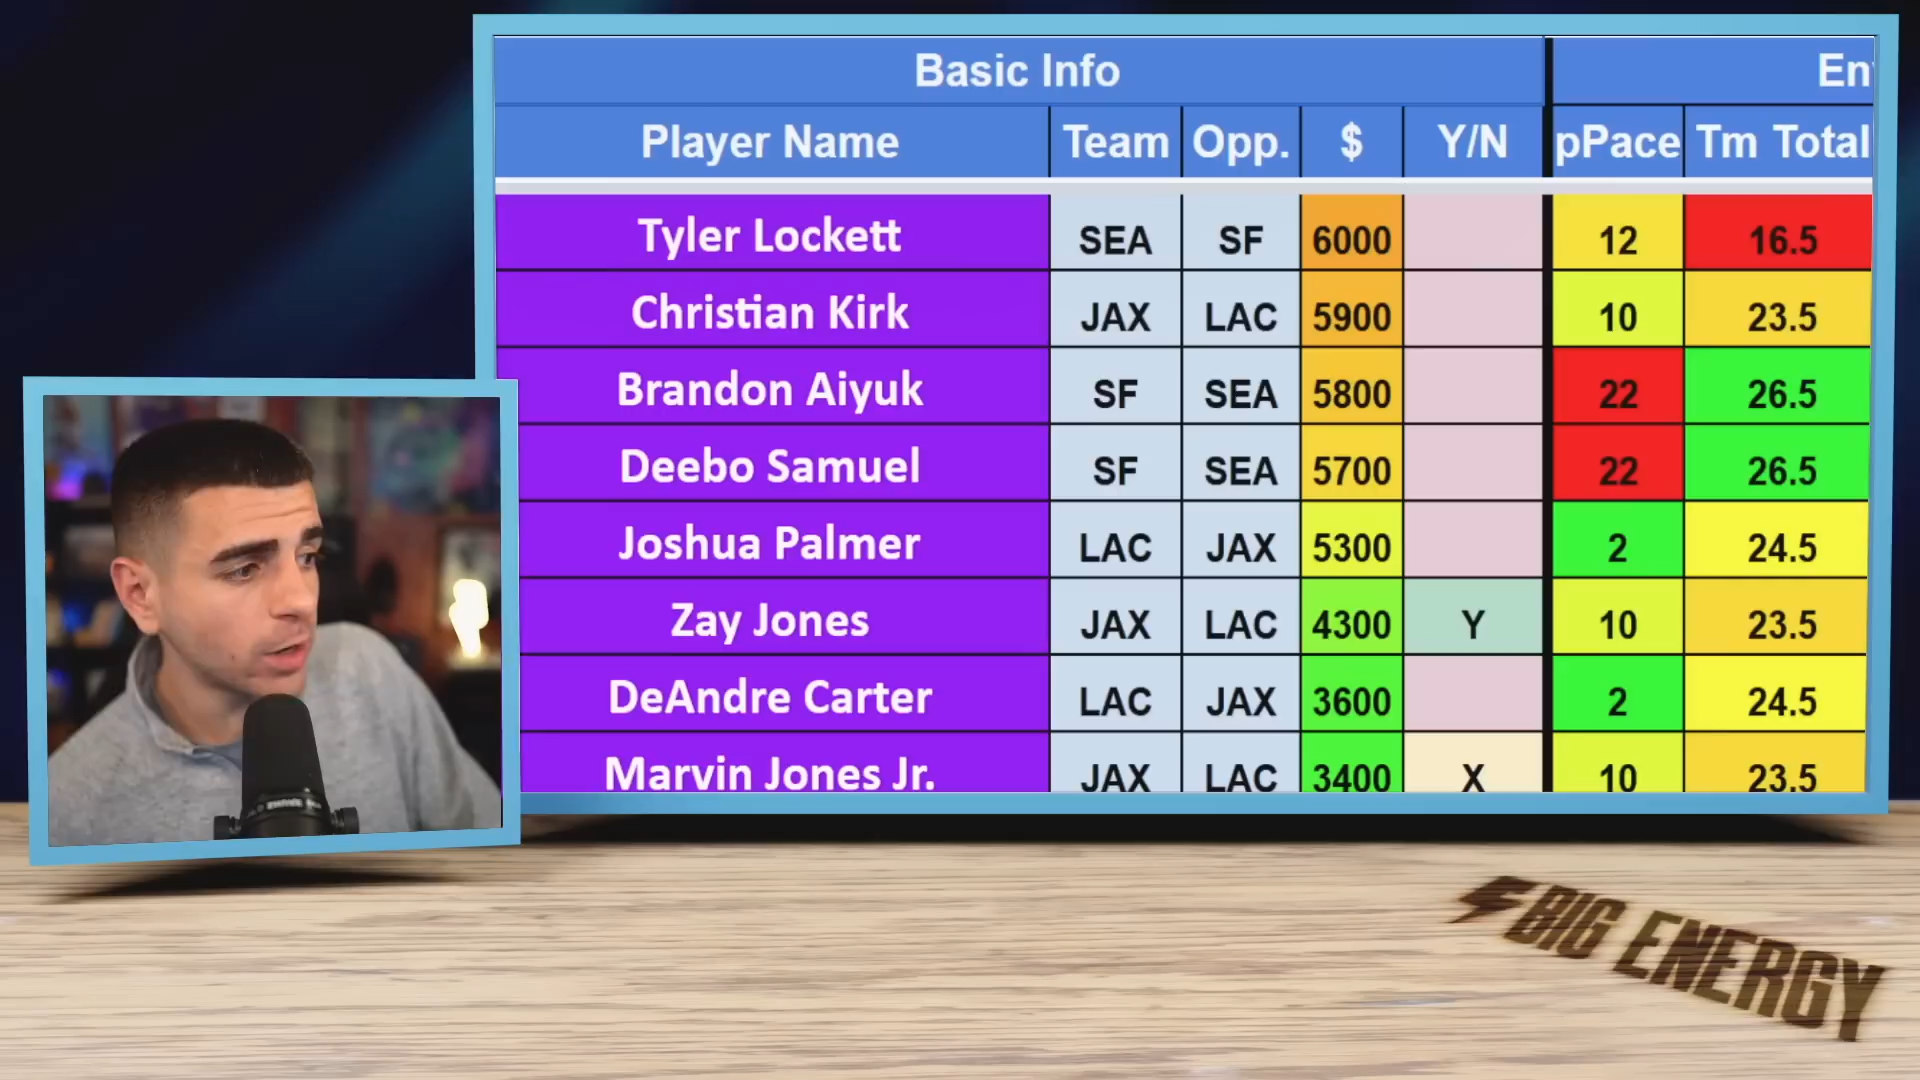 Basic Info
Player Name Team Opp. $ Y/N pPace Tm Total
Tyler Lockett SEA SF 6000 12 16.5
Christian Kirk JAX LAC 5900 10 23.5
Brandon Aiyuk SF SEA 5800 22 26.5
Deebo Samuel SF SEA 5700 22 26.5
Joshua Palmer LAC JAX 5300 2 24.5
Zay Jones JAX LAC 4300 Y 10 23.5
DeAndre Carter LAC JAX 3600 2 24.5
Marvin Jones Jr. JAX LAC 3400 X 10 23.5
BIG ENERGY